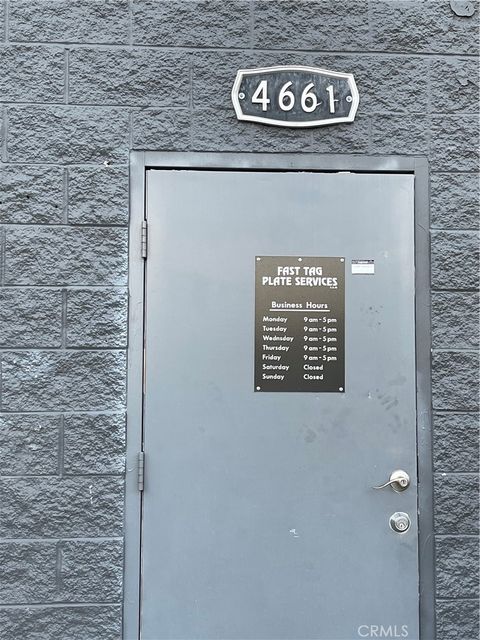 4661
FAST TAG
PLATE SERVICES
Business Hours
Monday 9 am - 5 pm
Tuesday 9 am - 5 pm
Wednsday 9 am - 5 pm
Thursday 9 am - 5 pm
Friday 9 am - 5 pm
Saturday Closed
Sunday Closed
CRMLS